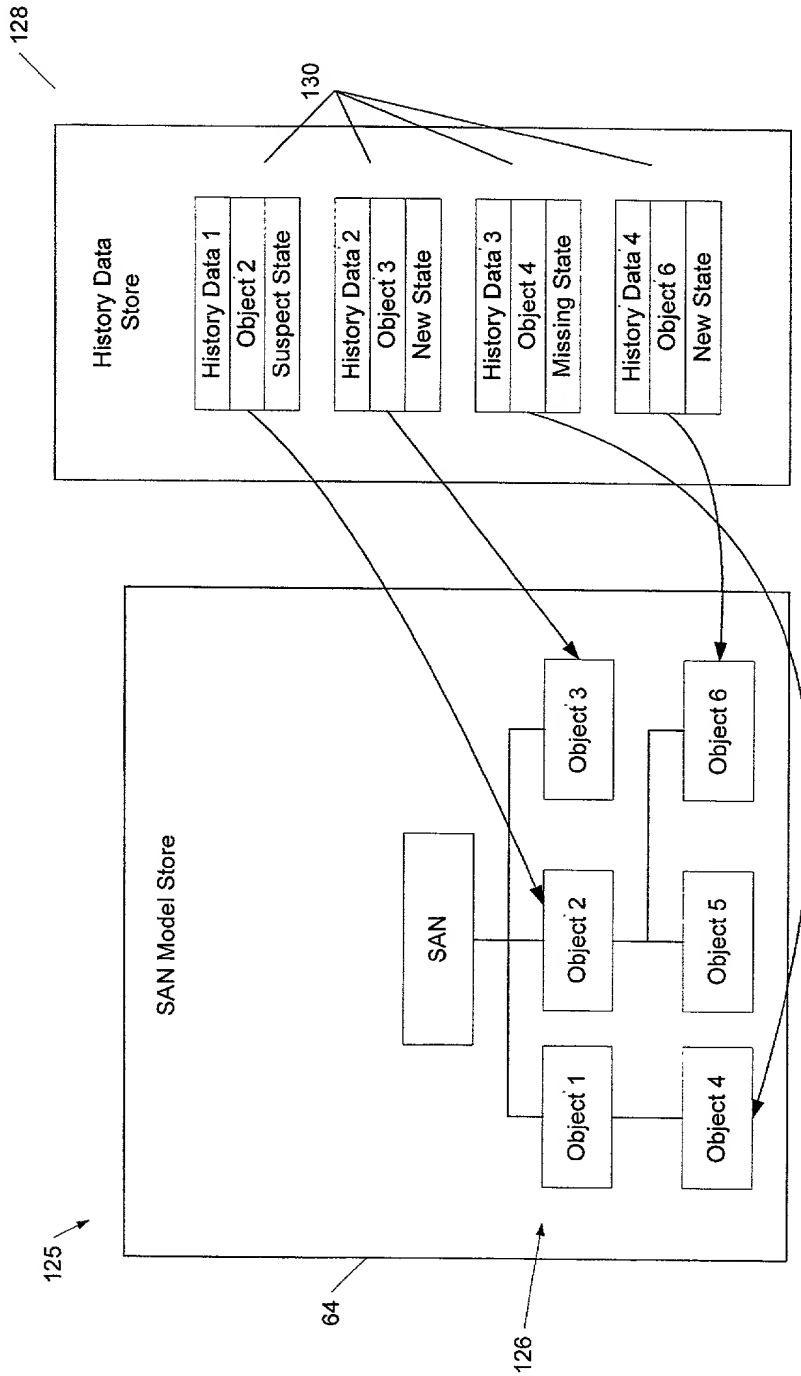 125
128
64
126
SAN Model Store
SAN
Object 1
Object 2
Object 3
Object 4
Object 5
Object 6
History Data
Store
130
History Data 1
Object 2
Suspect State
History Data 2
Object 3
New State
History Data 3
Object 4
Missing State
History Data 4
Object 6
New State